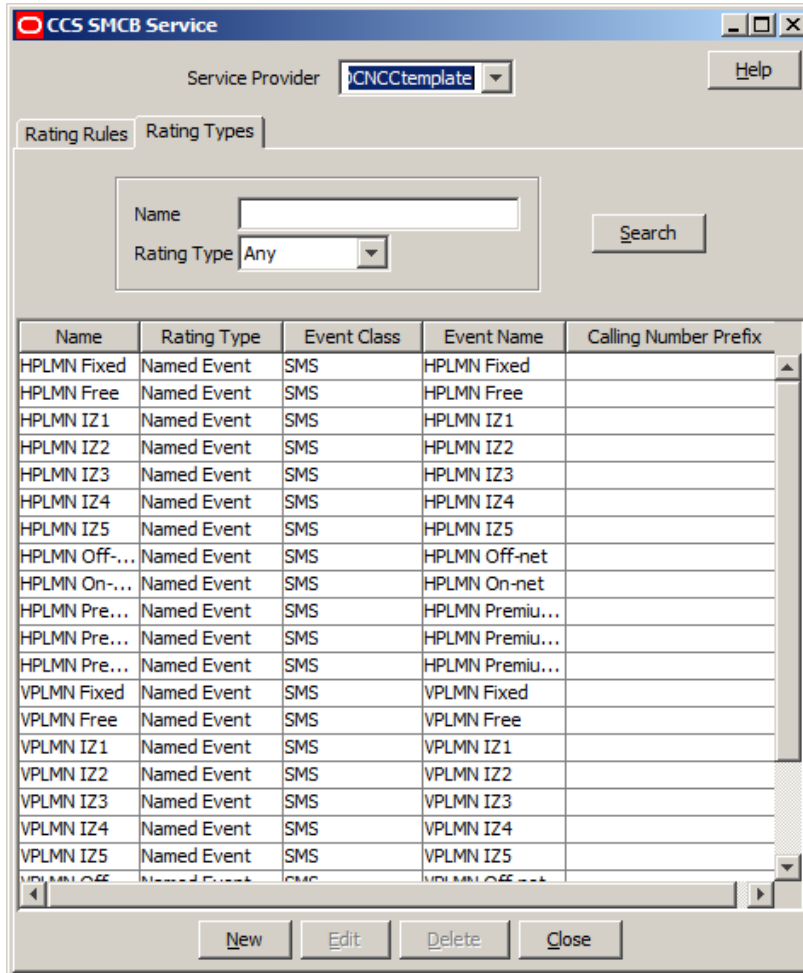 CCS SMCB Service
Service Provider CNCCtemplate Help
Rating Rules Rating Types
Name
Rating Type Any Search
Name Rating Type Event Class Event Name Calling Number Prefix
HPLMN Fixed Named Event SMS HPLMN Fixed
HPLMN Free Named Event SMS HPLMN Free
HPLMN IZ1 Named Event SMS HPLMN IZ1
HPLMN IZ2 Named Event SMS HPLMN IZ2
HPLMN IZ3 Named Event SMS HPLMN IZ3
HPLMN IZ4 Named Event SMS HPLMN IZ4
HPLMN IZ5 Named Event SMS HPLMN IZ5
HPLMN Off-... Named Event SMS HPLMN Off-net
HPLMN On-... Named Event SMS HPLMN On-net
HPLMN Pre... Named Event SMS HPLMN Premiu...
HPLMN Pre... Named Event SMS HPLMN Premiu...
HPLMN Pre... Named Event SMS HPLMN Premiu...
VPLMN Fixed Named Event SMS VPLMN Fixed
VPLMN Free Named Event SMS VPLMN Free
VPLMN IZ1 Named Event SMS VPLMN IZ1
VPLMN IZ2 Named Event SMS VPLMN IZ2
VPLMN IZ3 Named Event SMS VPLMN IZ3
VPLMN IZ4 Named Event SMS VPLMN IZ4
VPLMN IZ5 Named Event SMS VPLMN IZ5
New Edit Delete Close